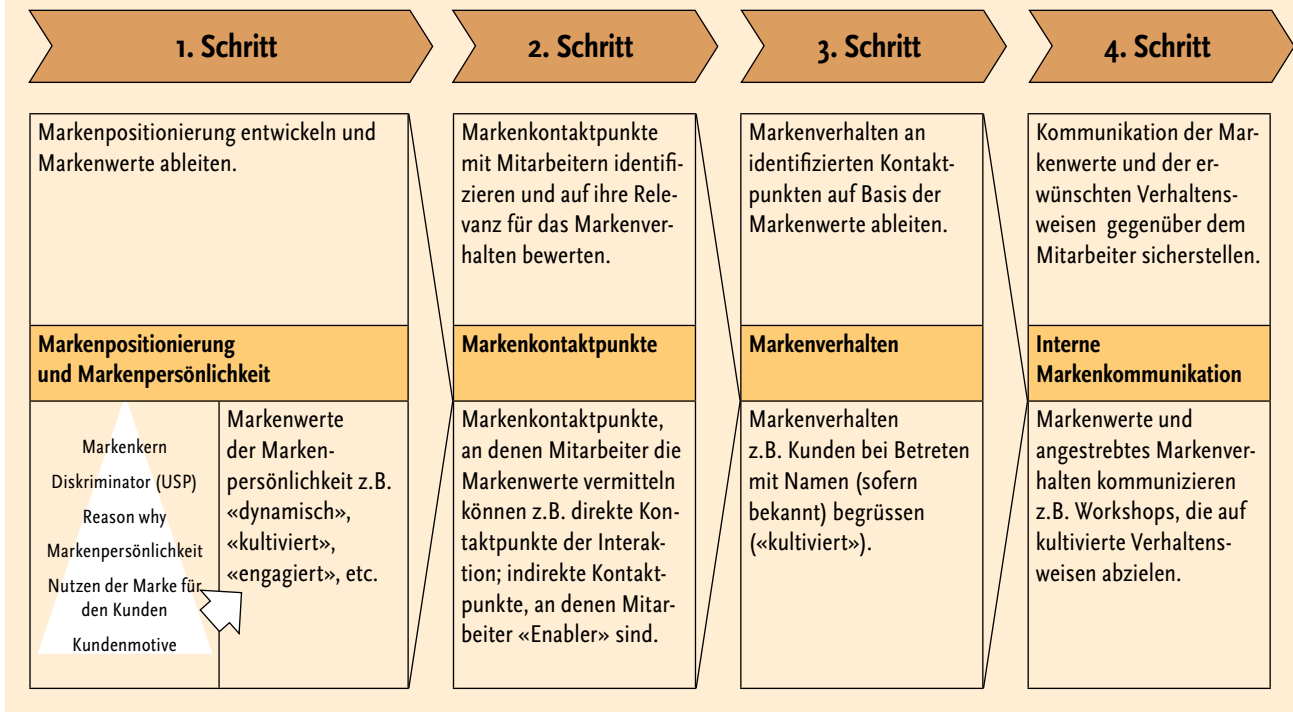 1. Schritt
2. Schritt
3. Schritt
4. Schritt
Markenpositionierung entwickeln und
Markenwerte ableiten.
Markenkontaktpunkte
mit Mitarbeitern identifi-
zieren und auf ihre Rele-
vanz für das Markenver-
halten bewerten.
Markenverhalten an
identifizierten Kontakt-
punkten auf Basis der
Markenwerte ableiten.
Kommunikation der Mar-
kenwerte und der er-
wünschten Verhaltens-
weisen gegenüber dem
Mitarbeiter sicherstellen.
Markenpositionierung
und Markenpersönlichkeit
Markenkontaktpunkte
Markenverhalten
Interne
Markenkommunikation
Markenkern
Diskriminator (USP)
Reason why
Markenpersönlichkeit
Nutzen der Marke für
den Kunden
Kundenmotive
Markenwerte
der Marken-
persönlichkeit z.B.
«dynamisch»,
«kultiviert»,
«engagiert», etc.
Markenkontaktpunkte,
an denen Mitarbeiter die
Markenwerte vermitteln
können z.B. direkte Kon-
taktpunkte der Interak-
tion; indirekte Kontakt-
punkte, an denen Mitar-
beiter «Enabler» sind.
Markenverhalten
z.B. Kunden bei Betreten
mit Namen (sofern
bekannt) begrüssen
(«kultiviert»).
Markenwerte und
angestrebtes Markenver-
halten kommunizieren
z.B. Workshops, die auf
kultivierte Verhaltens-
weisen abzielen.